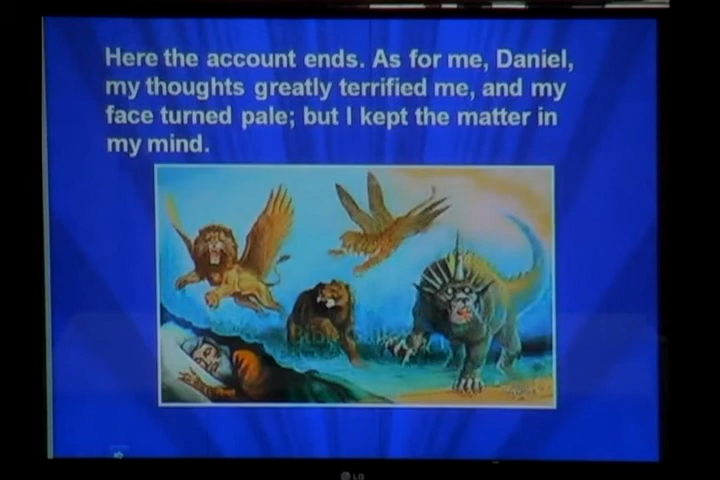 Here the account ends. As for me, Daniel,
my thoughts greatly terrified me, and my
face turned pale; but I kept the matter in
my mind.
LG